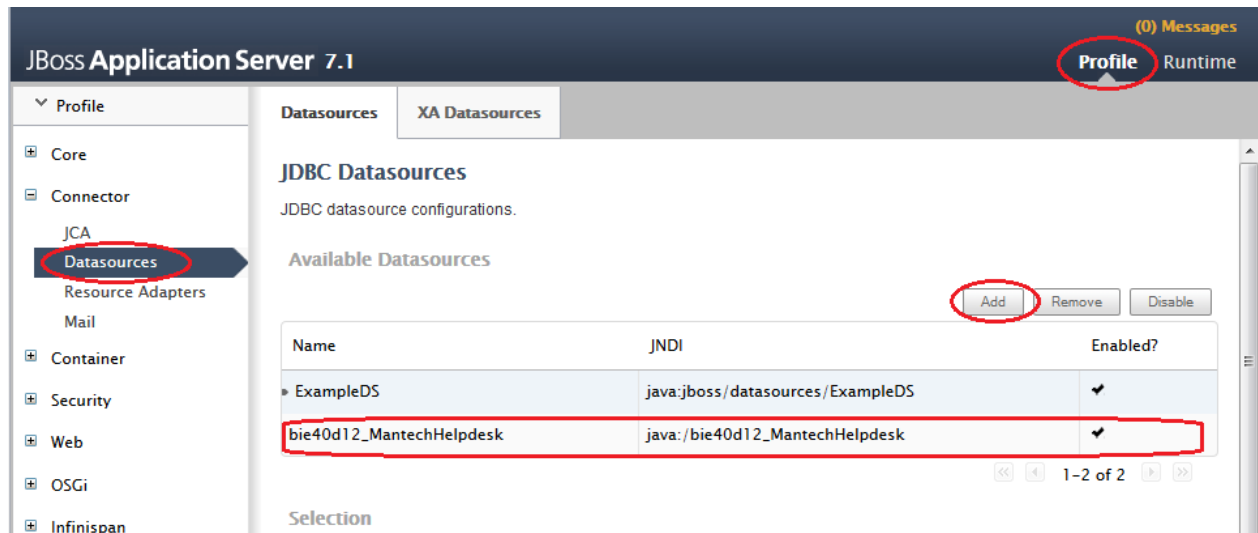 (0) Messages
JBoss Application Server 7.1
Profile Runtime
Profile
Datasources XA Datasources
Core
JDBC Datasources
Connector
JDBC datasource configurations.
JCA
Datasources
Available Datasources
Resource Adapters
Add Remove Disable
Mail
Name JNDI Enabled?
Container
ExampleDS java:jboss/datasources/ExampleDS
Security
bie40d12_MantechHelpdesk java:/bie40d12_MantechHelpdesk
Web
1-2 of 2
OSGi
Selection
Infinispan